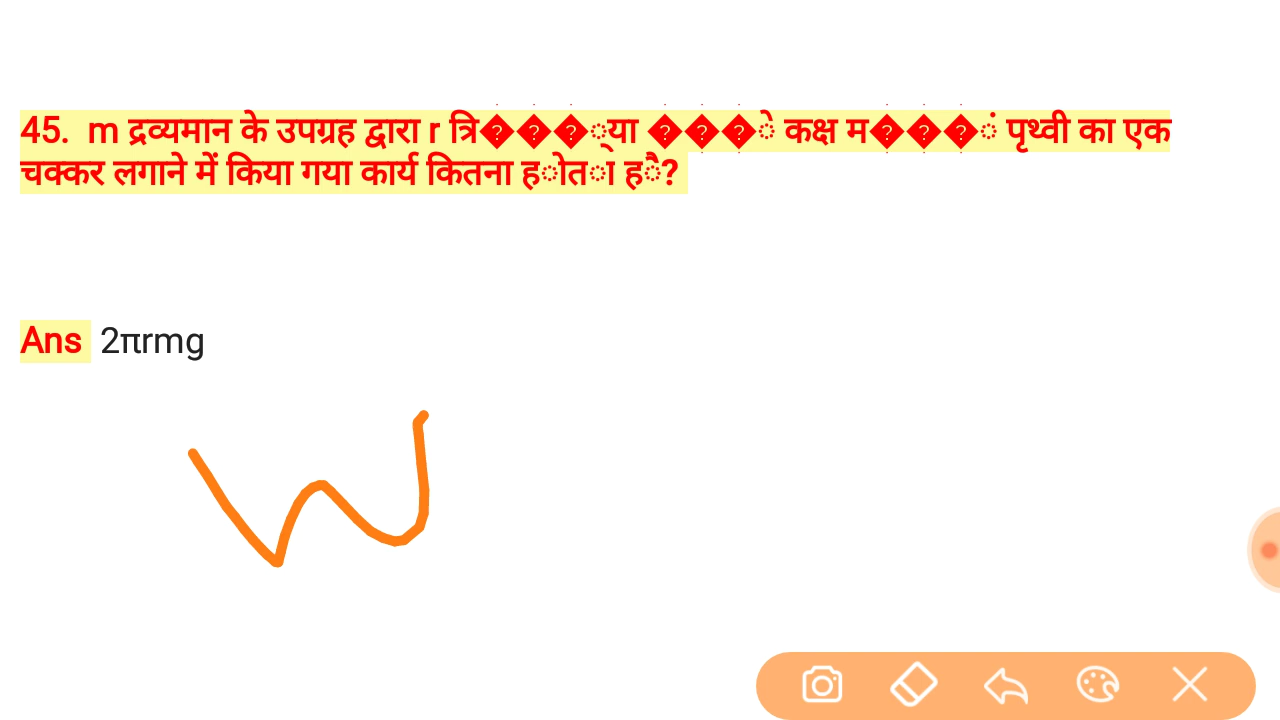 45. m द्रव्यमान के उपग्रह द्वारा r त्रि���्या ���े कक्ष म���ं पृथ्वी का एक
चक्कर लगाने में किया गया कार्य कितना होता है?
Ans 2πrmg
W